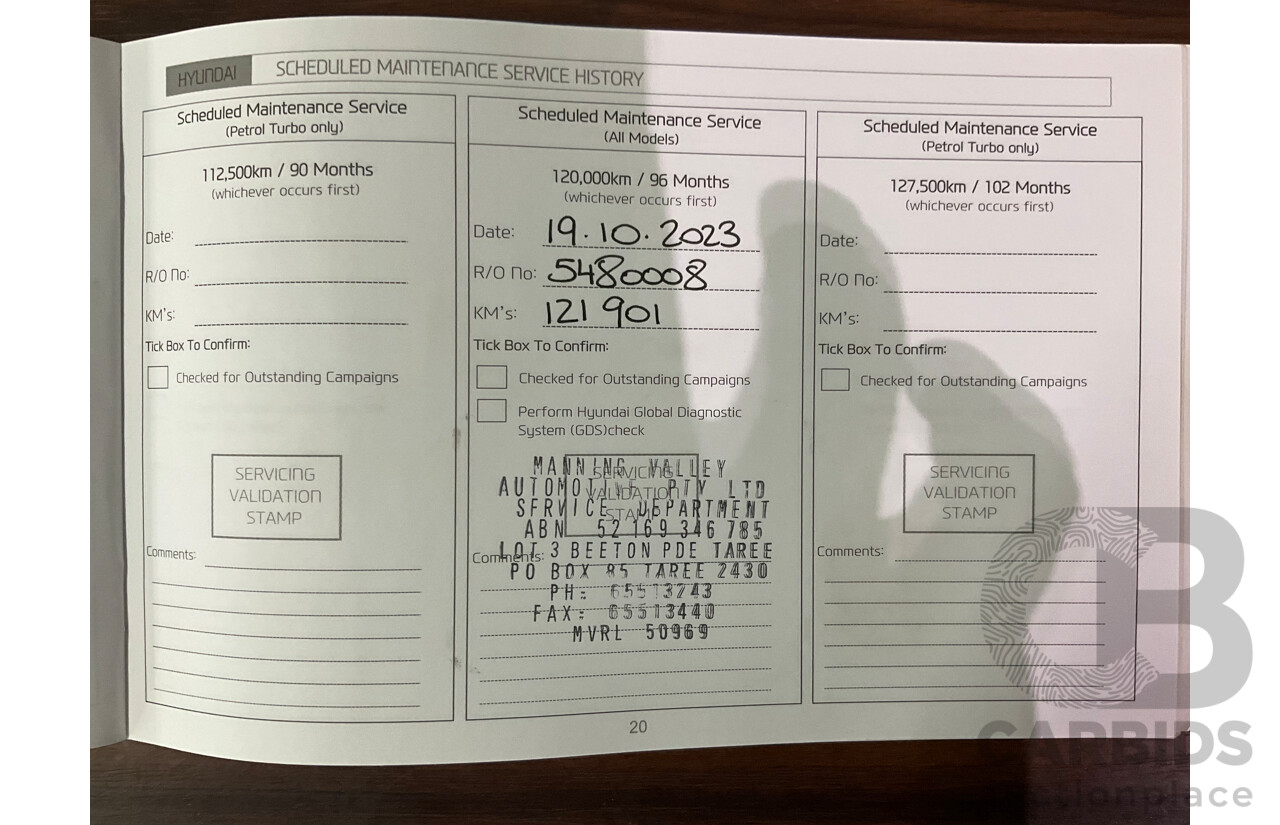 HYUNDAI
SCHEDULED MAINTENANCE SERVICE HISTORY
Scheduled Maintenance Service
(Petrol Turbo only)
112,500km / 90 Months
(whichever occurs first)
Date:
R/O No:
KM's:
Tick Box To Confirm:
Checked for Outstanding Campaigns
SERVICING
VALIDATION
STAMP
Comments:
Scheduled Maintenance Service
(All Models)
120,000km / 96 Months
(whichever occurs first)
Date: 19.10.2023
R/O No: 5480008
KM's: 121 901
Tick Box To Confirm:
Checked for Outstanding Campaigns
Perform Hyundai Global Diagnostic
System (GDS)check
SERVICING
VALIDATION
STAMP
MANNING VALLEY
AUTOMOTIVE PTY LTD
SERVICE DEPARTMENT
ABN 52 169 346 785
Comments:
LOT 3 BEETON PDE TAREE
PO BOX 85 TAREE 2430
PH: 65513743
FAX: 65513440
MVRL 50969
Scheduled Maintenance Service
(Petrol Turbo only)
127,500km / 102 Months
(whichever occurs first)
Date:
R/O No:
KM's:
Tick Box To Confirm:
Checked for Outstanding Campaigns
SERVICING
VALIDATION
STAMP
Comments:
20
CARBIDS